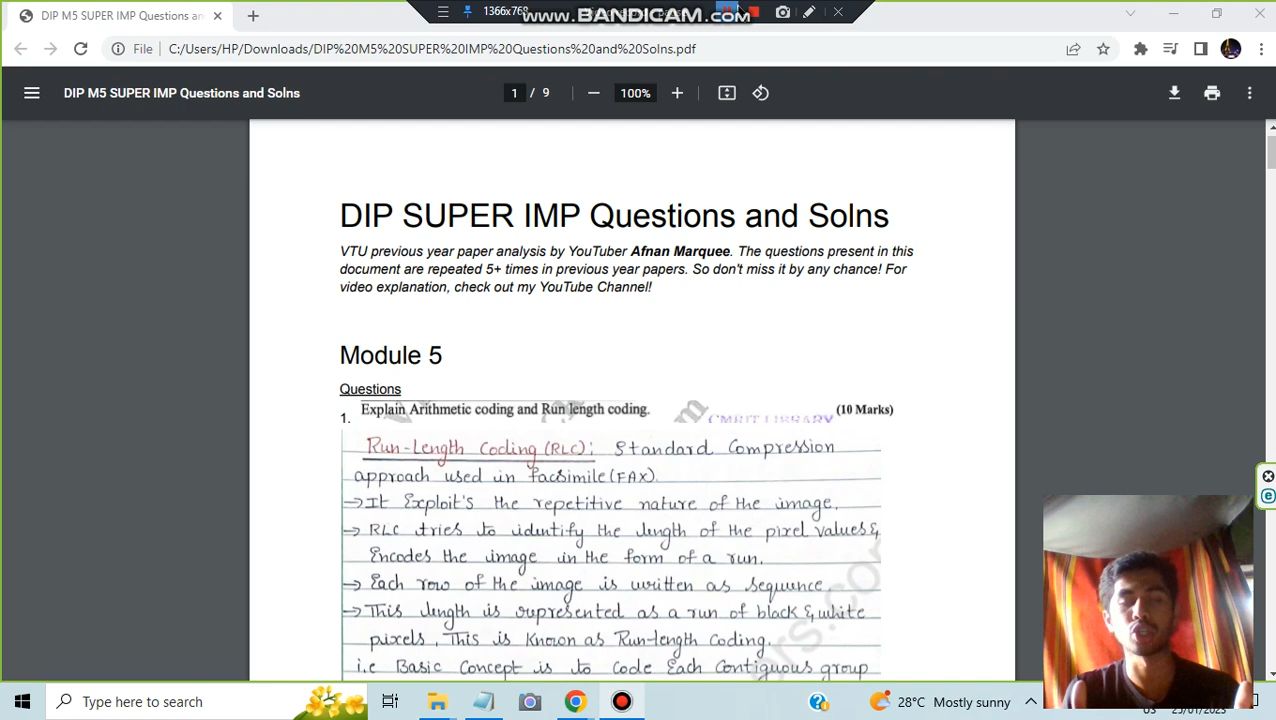 DIP M5 SUPER IMP Questions and
1366x768
www.BANDICAM.com
File
C:/Users/HP/Downloads/DIP%20M5%20SUPER%20IMP%20Questions%20and%20Solns.pdf
DIP M5 SUPER IMP Questions and Solns
1 / 9
100%
DIP SUPER IMP Questions and Solns
VTU previous year paper analysis by YouTuber Afnan Marquee. The questions present in this
document are repeated 5+ times in previous year papers. So don't miss it by any chance! For
video explanation, check out my YouTube Channel!
Module 5
Questions
1. Explain Arithmetic coding and Run length coding. (10 Marks)
CMRIT LIBRARY
Run-Length Coding (RLC): Standard Compression
approach used in facsimile (FAX).
→ It Exploit's the repetitive nature of the image.
→ RLC tries to identify the length of the pixel values &
Encodes the image in the form of a run.
→ Each row of the image is written as sequence.
→ This length is represented as a run of black & white
pixels, This is Known as Run-length Coding.
i.e Basic Concept is to code Each Contiguous group
Type here to search
28°C Mostly sunny
25/01/2023